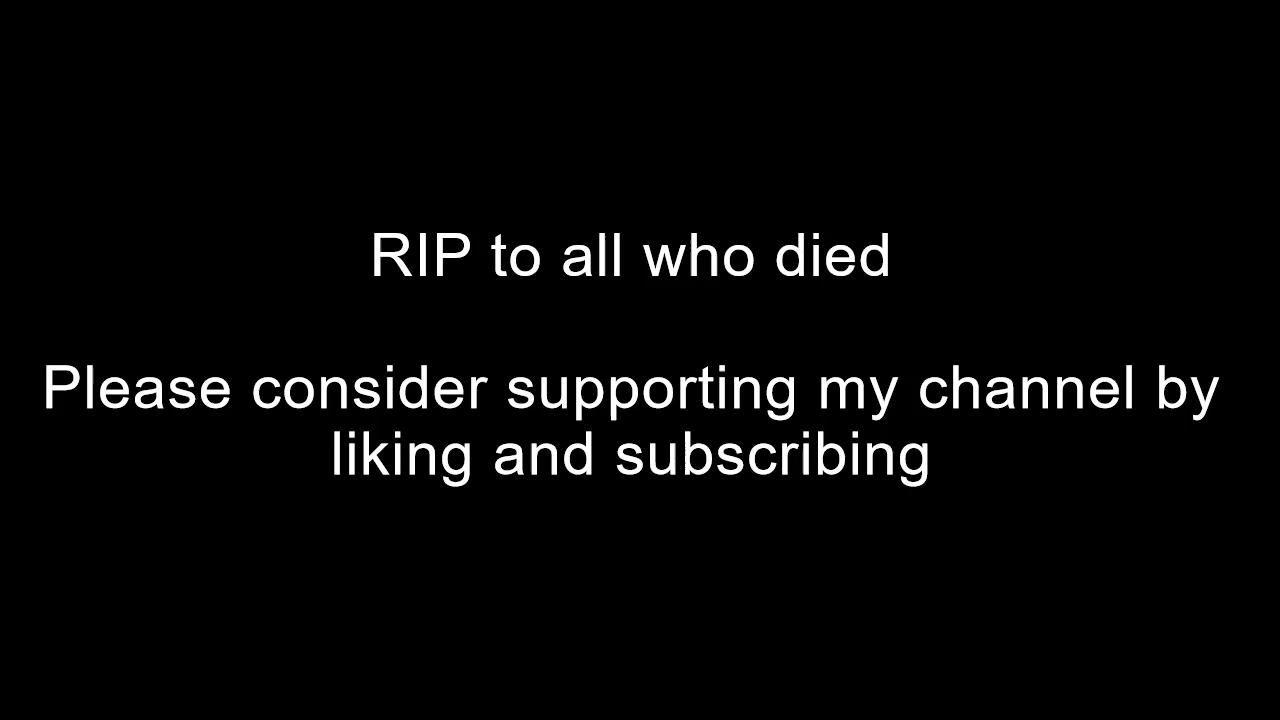 RIP to all who died
Please consider supporting my channel by
liking and subscribing